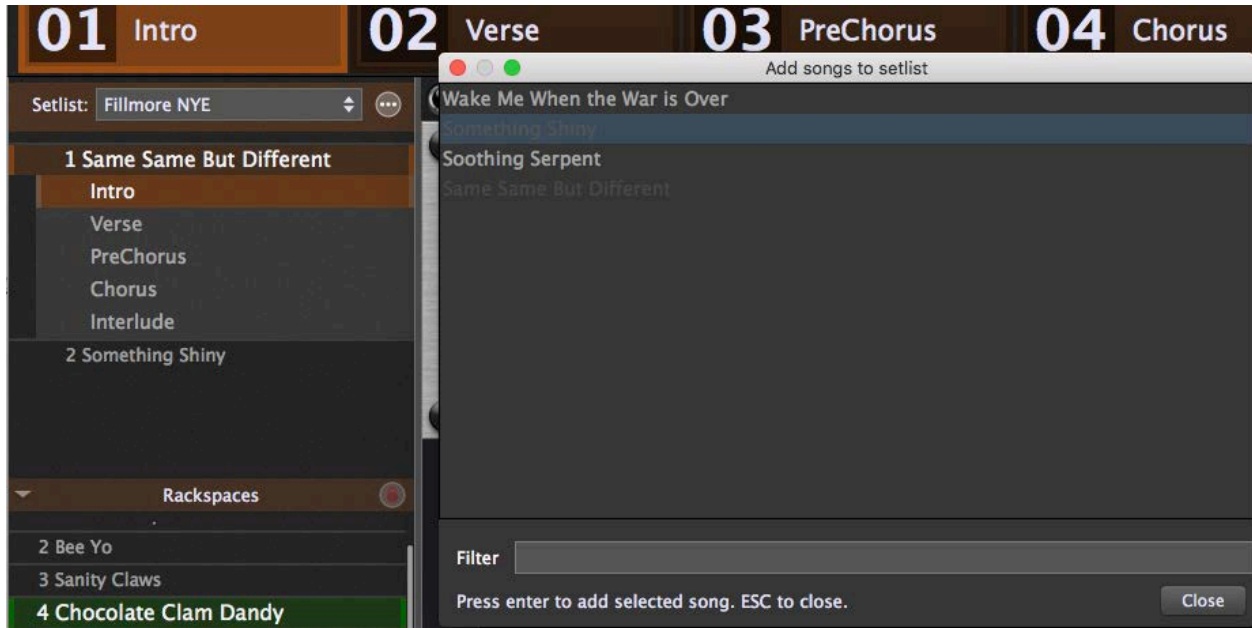 01 Intro
02 Verse
03 PreChorus
04 Chorus
Add songs to setlist
Setlist: Fillmore NYE
1 Same Same But Different
Intro
Verse
PreChorus
Chorus
Interlude
2 Something Shiny
Rackspaces
2 Bee Yo
3 Sanity Claws
4 Chocolate Clam Dandy
Wake Me When the War is Over
Something Shiny
Soothing Serpent
Same Same But Different
Filter
Press enter to add selected song. ESC to close.
Close